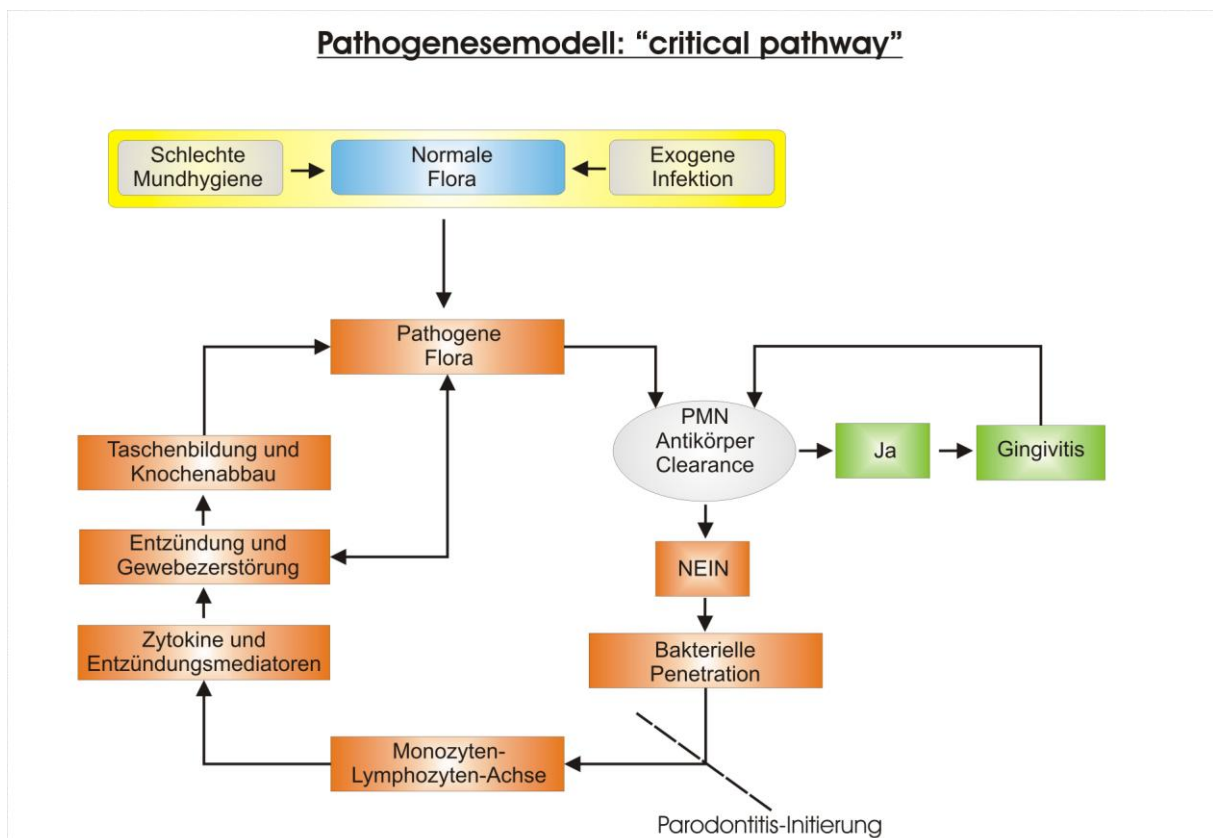 Pathogenesemodell: “critical pathway”
Schlechte
Mundhygiene
Normale
Flora
Exogene
Infektion
Pathogene
Flora
PMN
Antikörper
Clearance
Ja
Gingivitis
Taschenbildung und
Knochenabbau
Entzündung und
Gewebezerstörung
NEIN
Zytokine und
Entzündungsmediatoren
Bakterielle
Penetration
Monozyten-
Lymphozyten-Achse
Parodontitis-Initierung